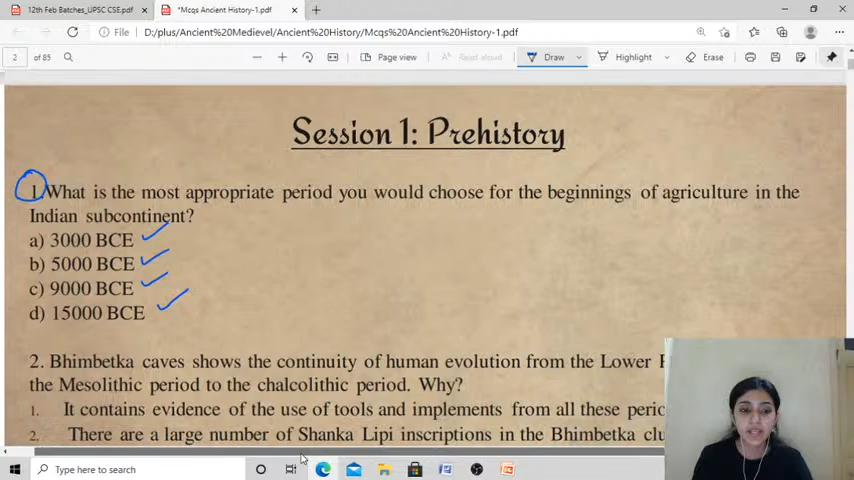 12th Feb Batches_UPSC CSE.pdf
*Mcqs Ancient History-1.pdf
File D:/plus/Ancient%20Medievel/Ancient%20History/Mcqs%20Ancient%20History-1.pdf
2 of 85 Page view Read aloud Draw Highlight Erase
Session 1: Prehistory
1. What is the most appropriate period you would choose for the beginnings of agriculture in the
Indian subcontinent?
a) 3000 BCE
b) 5000 BCE
c) 9000 BCE
d) 15000 BCE
2. Bhimbetka caves shows the continuity of human evolution from the Lower
the Mesolithic period to the chalcolithic period. Why?
1. It contains evidence of the use of tools and implements from all these perio
2. There are a large number of Shanka Lipi inscriptions in the Bhimbetka clu
Type here to search